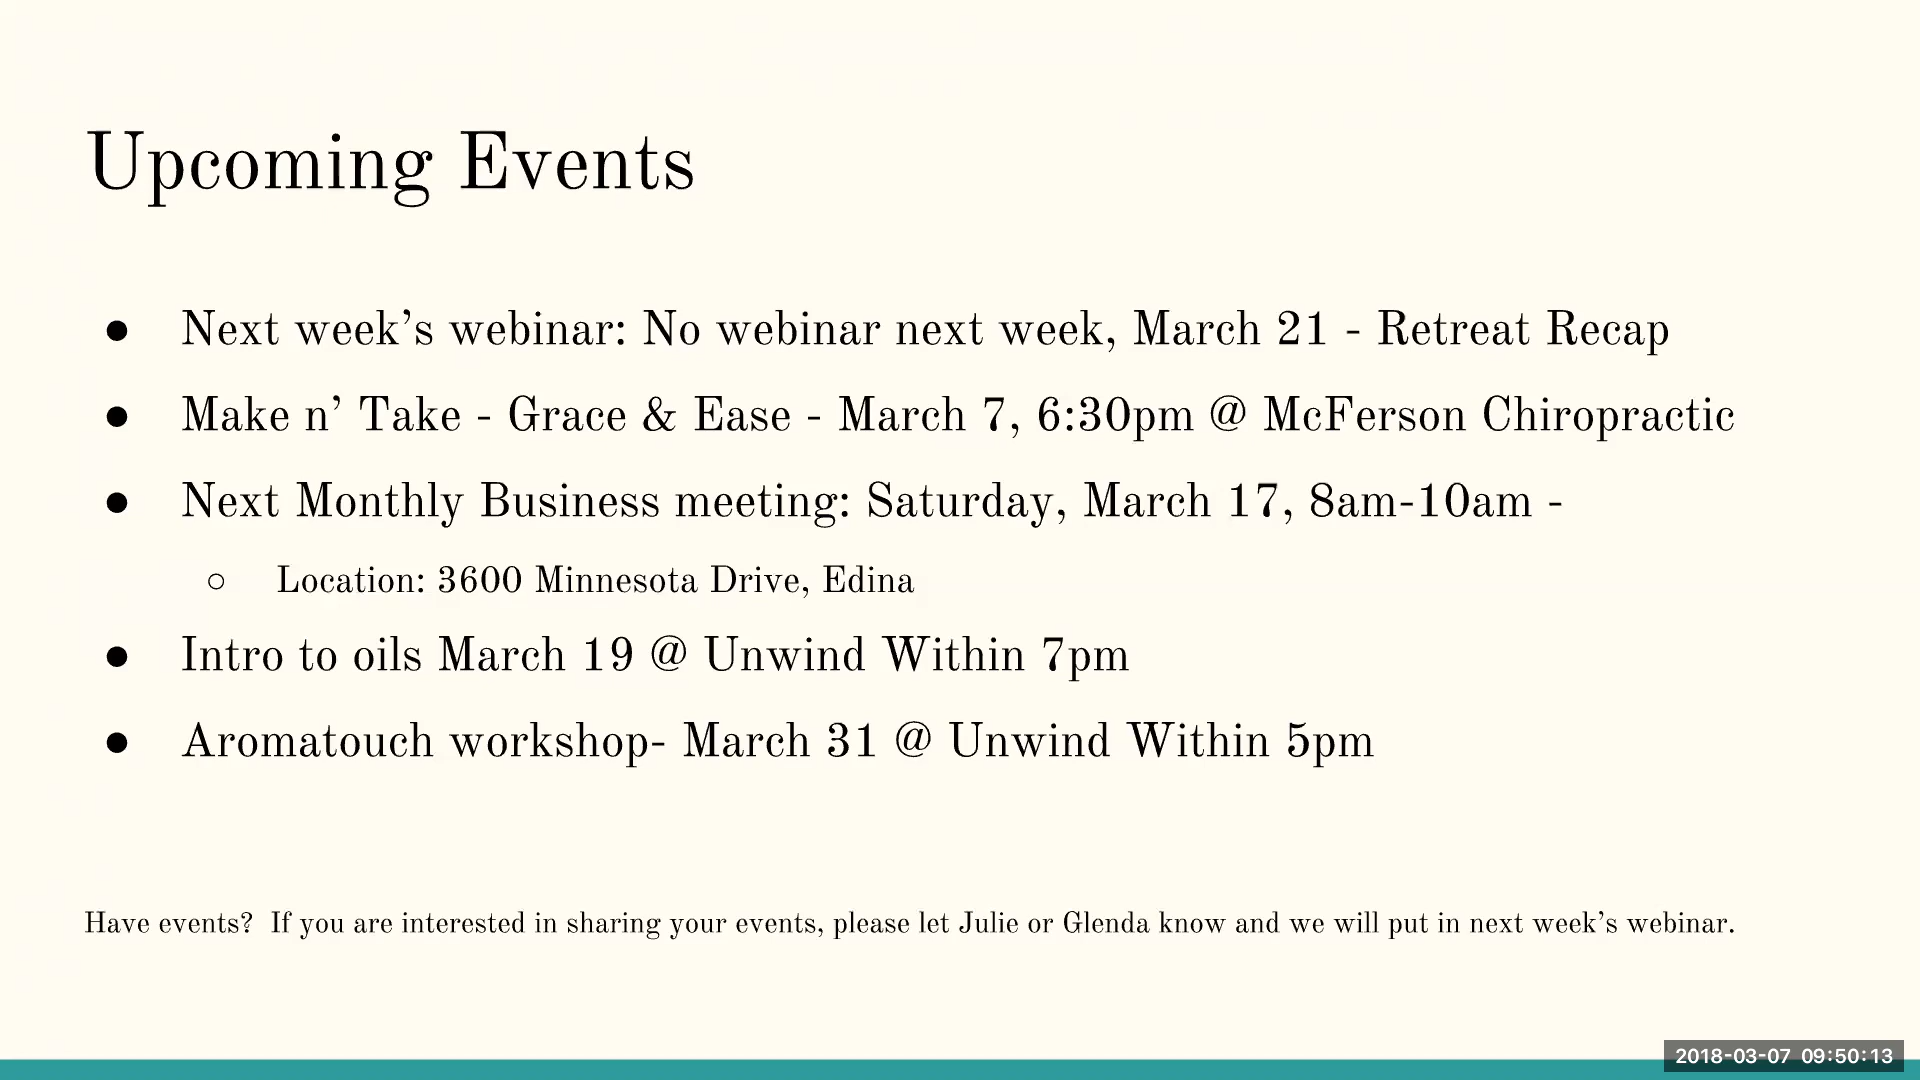 Upcoming Events
● Next week’s webinar: No webinar next week, March 21 - Retreat Recap
● Make n’ Take - Grace & Ease - March 7, 6:30pm @ McFerson Chiropractic
● Next Monthly Business meeting: Saturday, March 17, 8am-10am -
○ Location: 3600 Minnesota Drive, Edina
● Intro to oils March 19 @ Unwind Within 7pm
● Aromatouch workshop- March 31 @ Unwind Within 5pm
Have events?  If you are interested in sharing your events, please let Julie or Glenda know and we will put in next week’s webinar.
2018-03-07 09:50:13